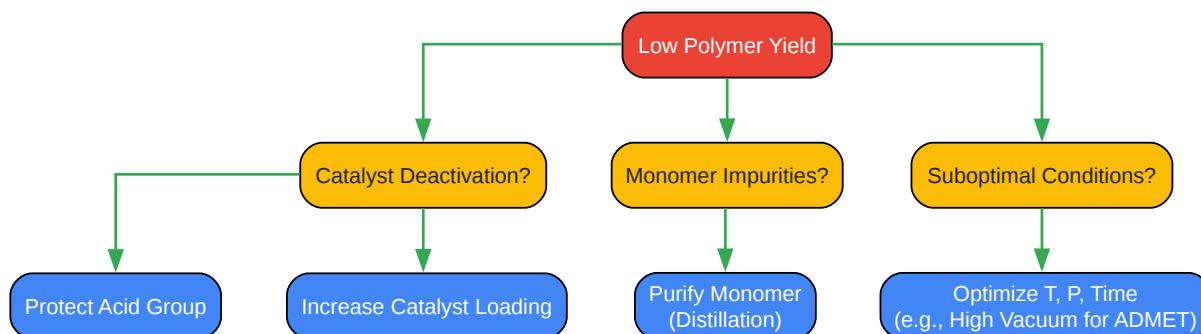 Low Polymer Yield
Catalyst Deactivation?
Monomer Impurities?
Suboptimal Conditions?
Protect Acid Group
Increase Catalyst Loading
Purify Monomer
(Distillation)
Optimize T, P, Time
(e.g., High Vacuum for ADMET)